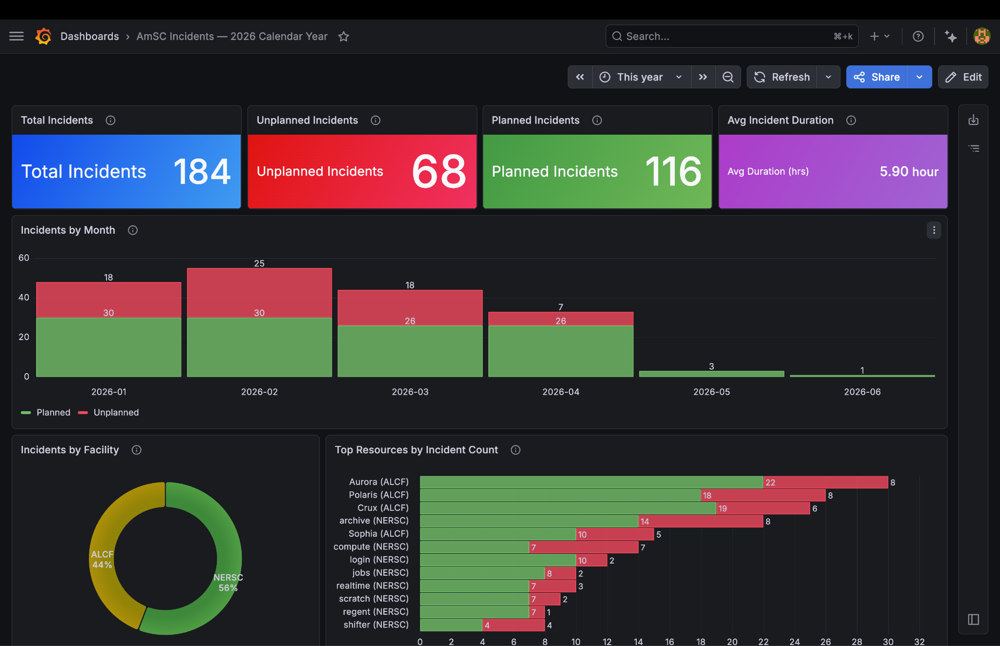 Dashboards › AmSC Incidents — 2026 Calendar Year
Search...
⌘+k
This year
Refresh
Share
Edit
Total Incidents
Total Incidents 184
Unplanned Incidents
Unplanned Incidents 68
Planned Incidents
Planned Incidents 116
Avg Incident Duration
Avg Duration (hrs) 5.90 hour
Incidents by Month
60
40
20
0
18
30
25
30
18
26
7
26
3
1
2026-01 2026-02 2026-03 2026-04 2026-05 2026-06
Planned Unplanned
Incidents by Facility
ALCF
44%
NERSC
56%
Top Resources by Incident Count
Aurora (ALCF) 22 8
Polaris (ALCF) 18 8
Crux (ALCF) 19 6
archive (NERSC) 14 8
Sophia (ALCF) 10 5
compute (NERSC) 7 7
login (NERSC) 10 2
jobs (NERSC) 8 2
realtime (NERSC) 7 3
scratch (NERSC) 7 2
regent (NERSC) 7 1
shifter (NERSC) 4 4
0 2 4 6 8 10 12 14 16 18 20 22 24 26 28 30 32